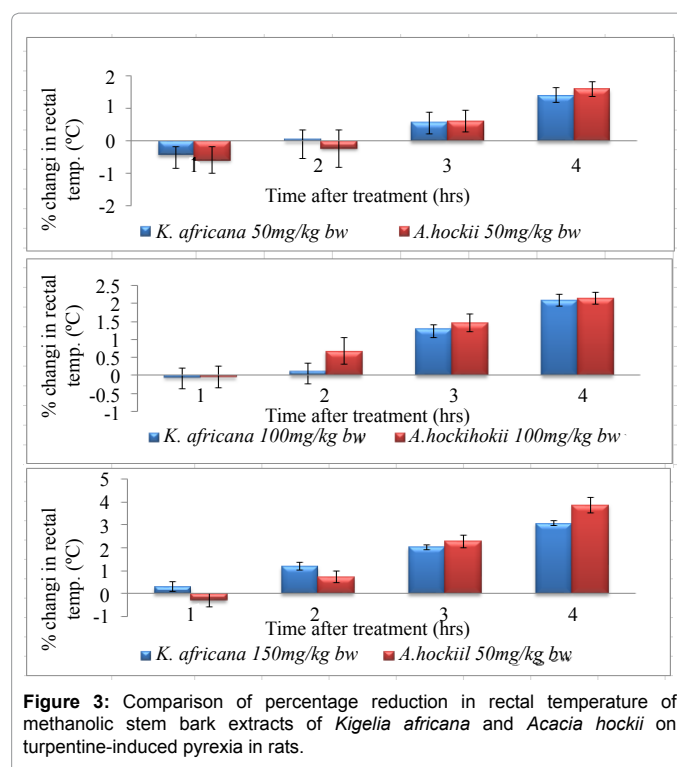 2
1
0
-1
-2
% changi in rectal
temp. (ºC)
1
2
3
4
Time after treatment (hrs)
K. africana 50mg/kg bw
A.hockii 50mg/kg bw
2.5
2
1.5
1
0.5
0
-0.5
-1
% changi in rectal
temp. (ºC)
1
2
3
4
Time after treatment (hrs)
K. africana 100mg/kg bw
A.hockihokii 100mg/kg bw
5
4
3
2
1
0
-1
% changi in rectal
temp. (ºC)
1
2
3
4
Time after treatment (hrs)
K. africana 150mg/kg bw
A.hockiil 50mg/kg bw
Figure 3: Comparison of percentage reduction in rectal temperature of
methanolic stem bark extracts of Kigelia africana and Acacia hockii on
turpentine-induced pyrexia in rats.